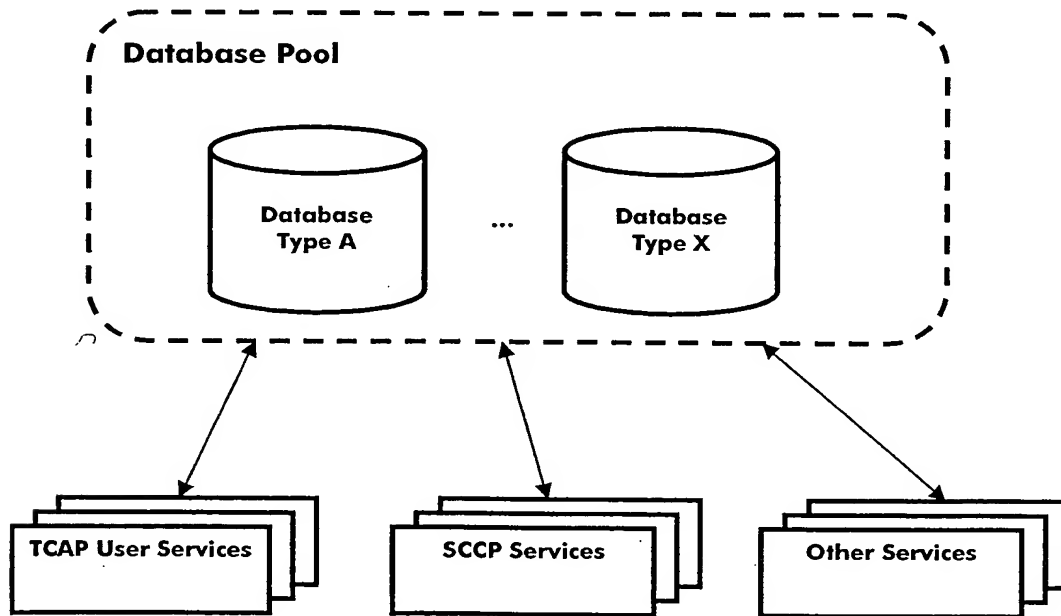 Database Pool
Database
Type A
...
Database
Type X
TCAP User Services
SCCP Services
Other Services